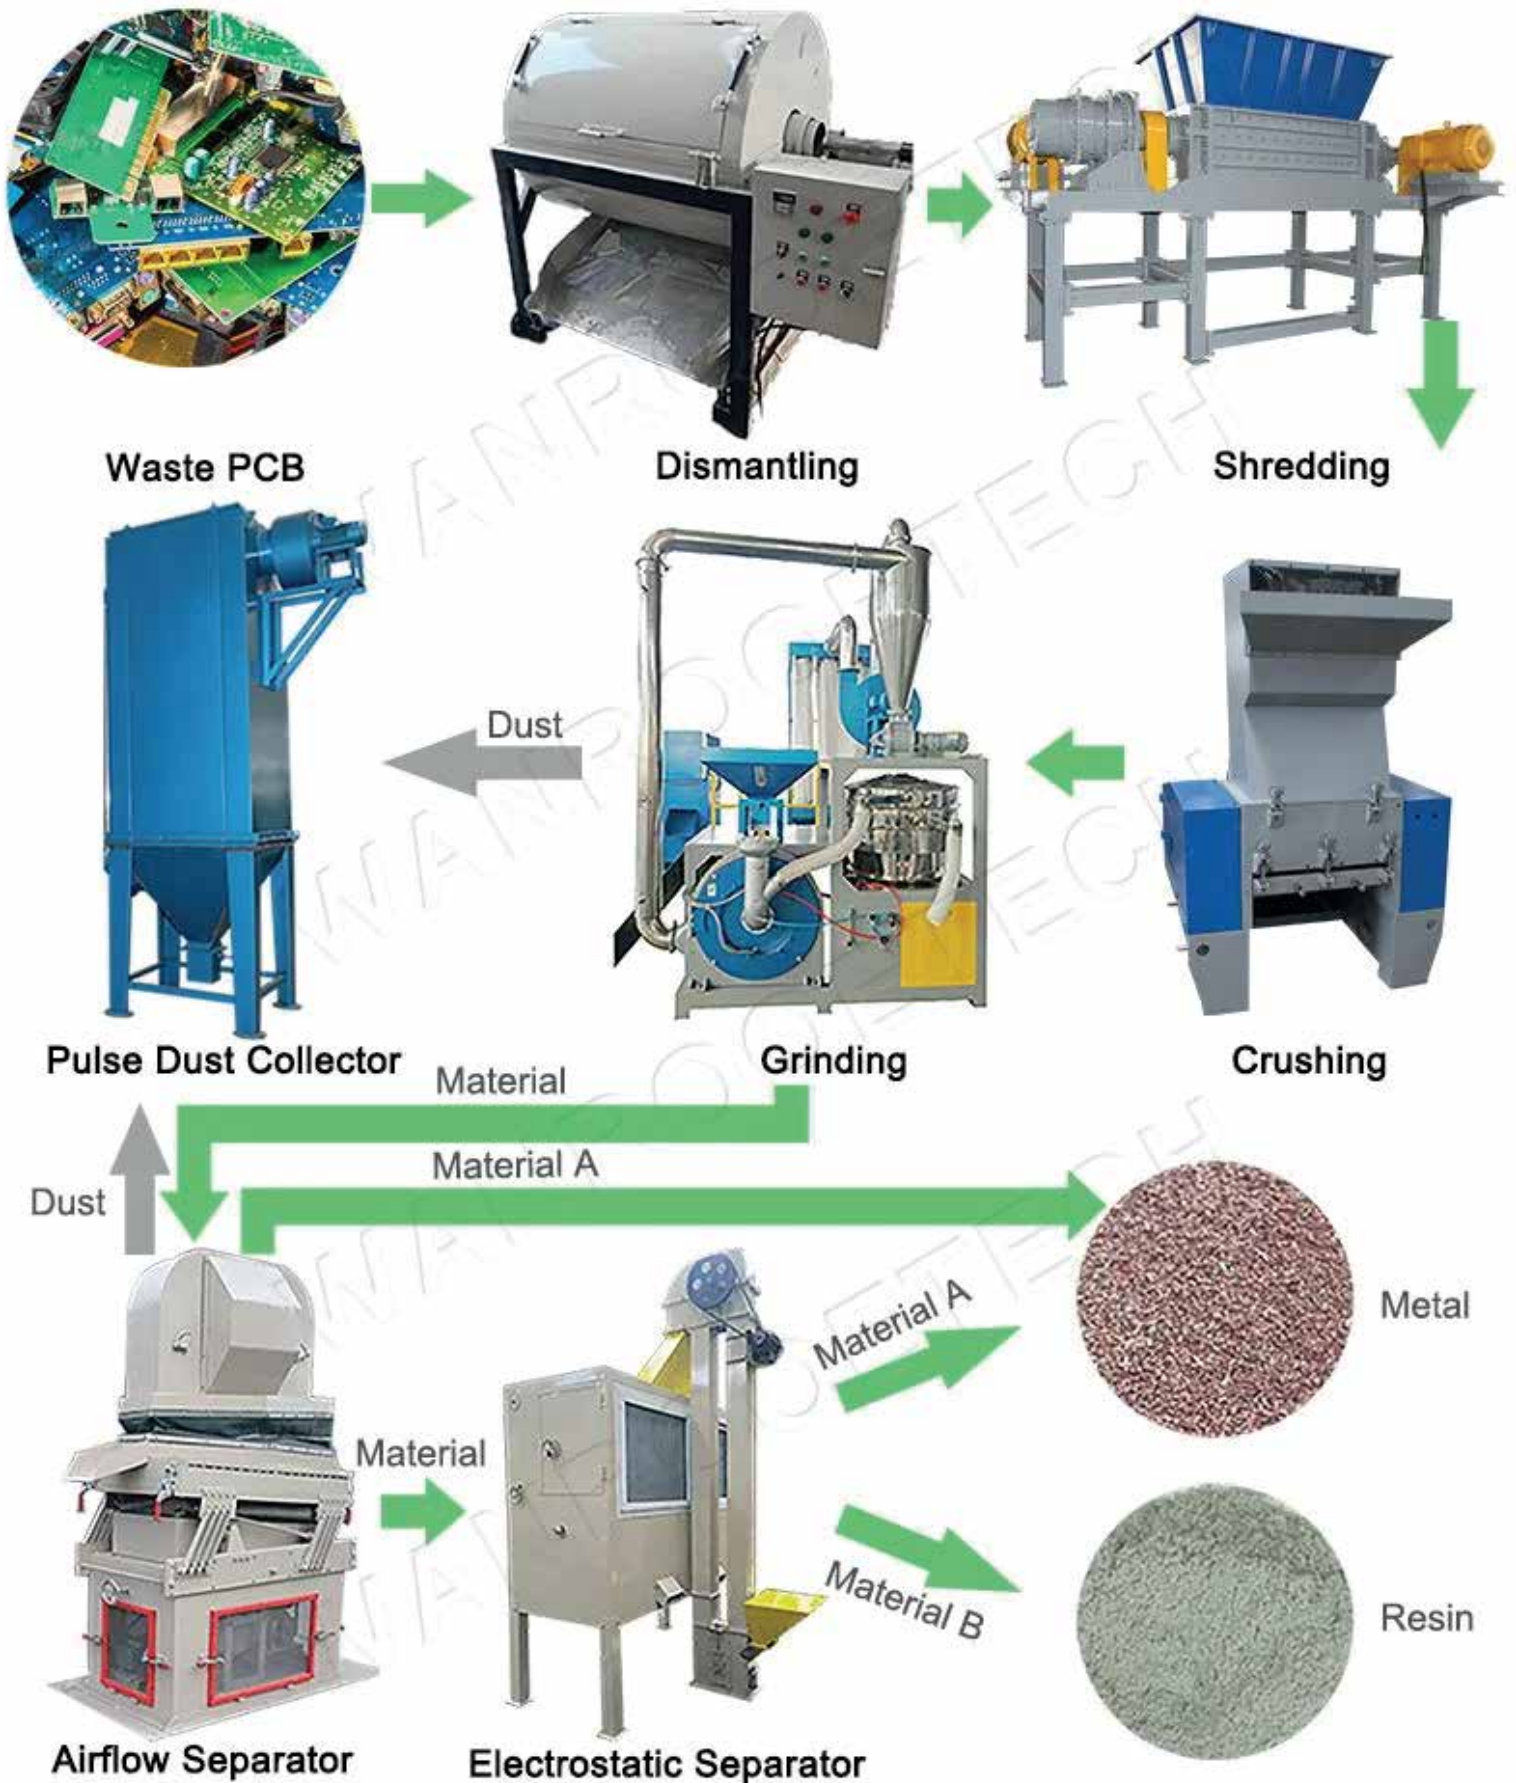 Waste PCB
Dismantling
Shredding
Dust
Pulse Dust Collector
Grinding
Crushing
Material
Material A
Dust
Material A
Metal
Material
Material B
Resin
Airflow Separator
Electrostatic Separator